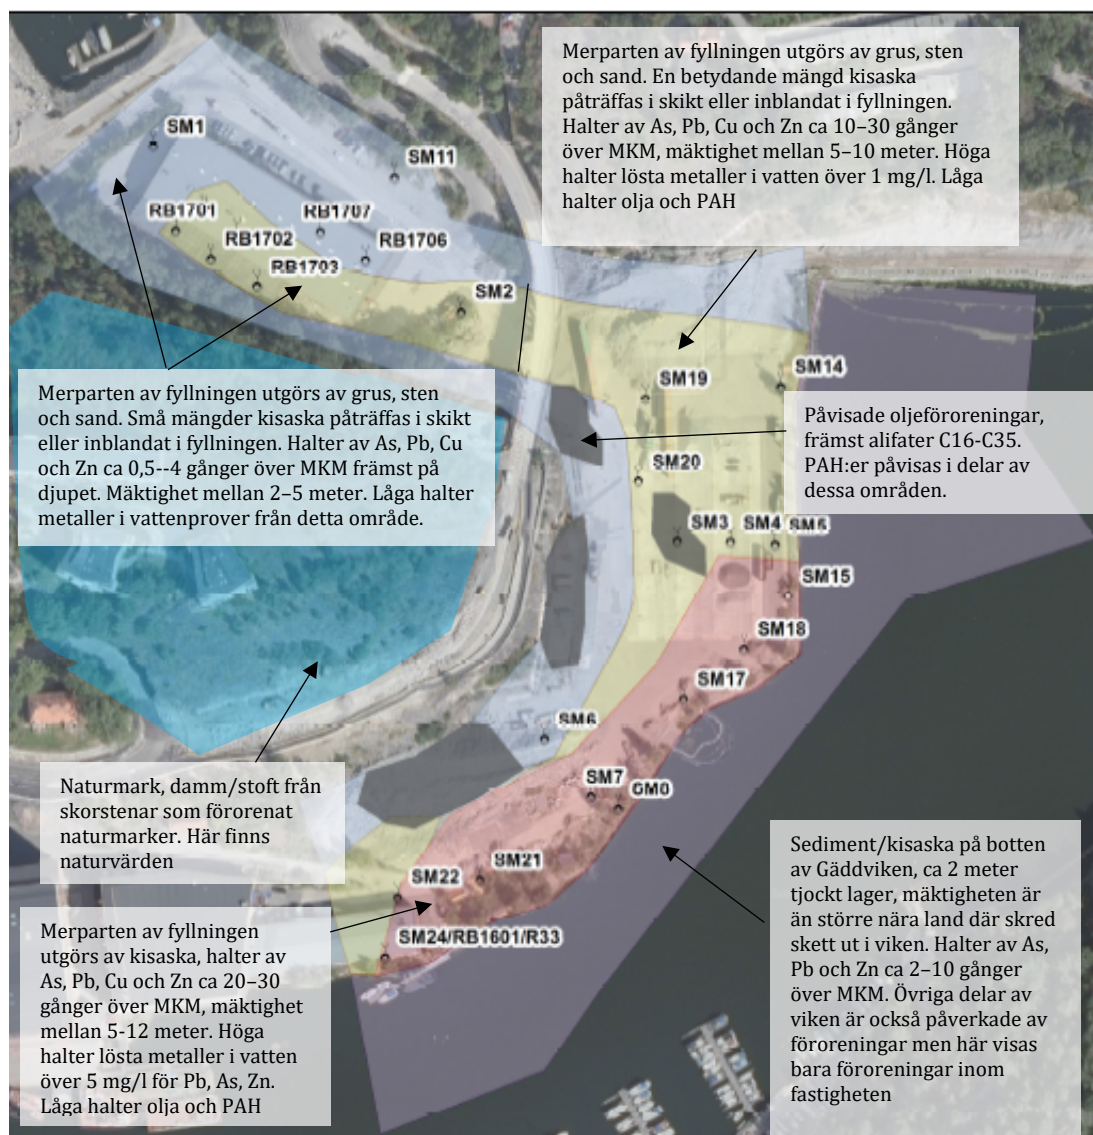 Merparten av fyllningen utgörs av grus, sten
och sand. En betydande mängd kisaska
påträffas i skikt eller inblandat i fyllningen.
Halter av As, Pb, Cu och Zn ca 10–30 gånger
över MKM, mäktighet mellan 5–10 meter. Höga
halter lösta metaller i vatten över 1 mg/l. Låga
halter olja och PAH
SM1
SM11
RB1701
RB1707
RB1702
RB1706
RB1703
SM2
SM19
SM14
Merparten av fyllningen utgörs av grus, sten
och sand. Små mängder kisaska påträffas i skikt
eller inblandat i fyllningen. Halter av As, Pb, Cu
och Zn ca 0,5--4 gånger över MKM främst på
djupet. Mäktighet mellan 2–5 meter. Låga halter
metaller i vattenprover från detta område.
Påvisade oljeföroreningar,
främst alifater C16-C35.
PAH:er påvisas i delar av
dessa områden.
SM20
SM3
SM4
SM5
SM15
SM18
SM17
SM6
SM7
GM0
SM21
SM22
SM24/RB1601/R33
Naturmark, damm/stoft från
skorstenar som förorenat
naturmarker. Här finns
naturvärden
Merparten av fyllningen
utgörs av kisaska, halter av
As, Pb, Cu och Zn ca 20–30
gånger över MKM, mäktighet
mellan 5-12 meter. Höga
halter lösta metaller i vatten
över 5 mg/l för Pb, As, Zn.
Låga halter olja och PAH
Sediment/kisaska på botten
av Gäddviken, ca 2 meter
tjockt lager, mäktigheten är
än större nära land där skred
skett ut i viken. Halter av As,
Pb och Zn ca 2–10 gånger
över MKM. Övriga delar av
viken är också påverkade av
föroreningar men här visas
bara föroreningar inom
fastigheten